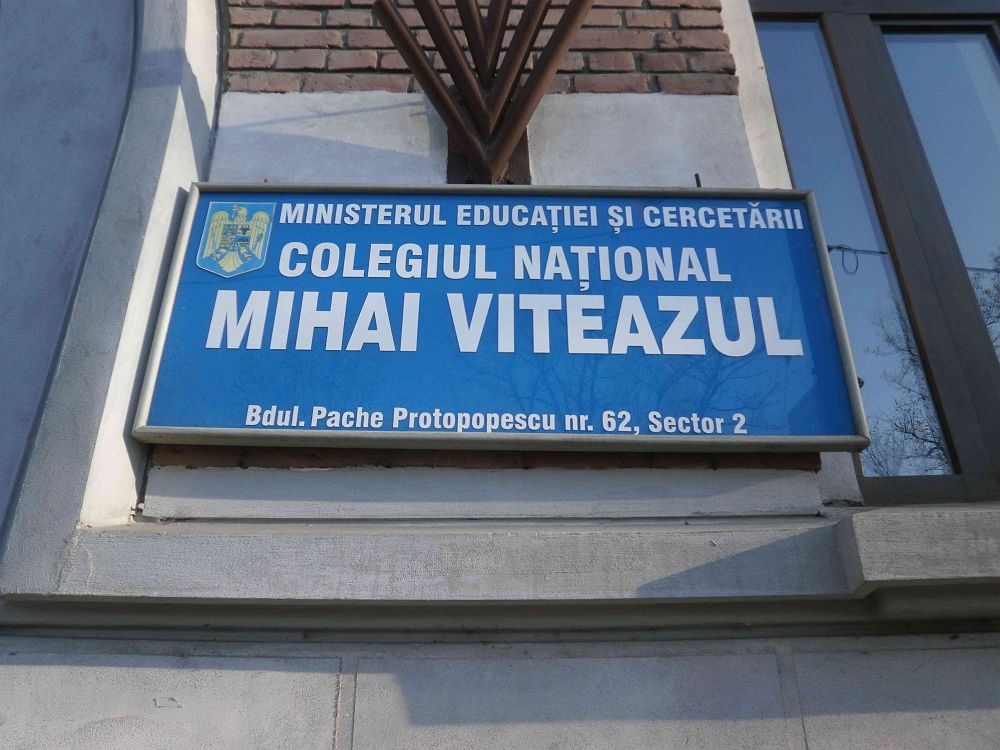 MINISTERUL EDUCAȚIEI ȘI CERCETĂRII
COLEGIUL NAȚIONAL
MIHAI VITEAZUL
Bdul. Pache Protopopescu nr. 62, Sector 2